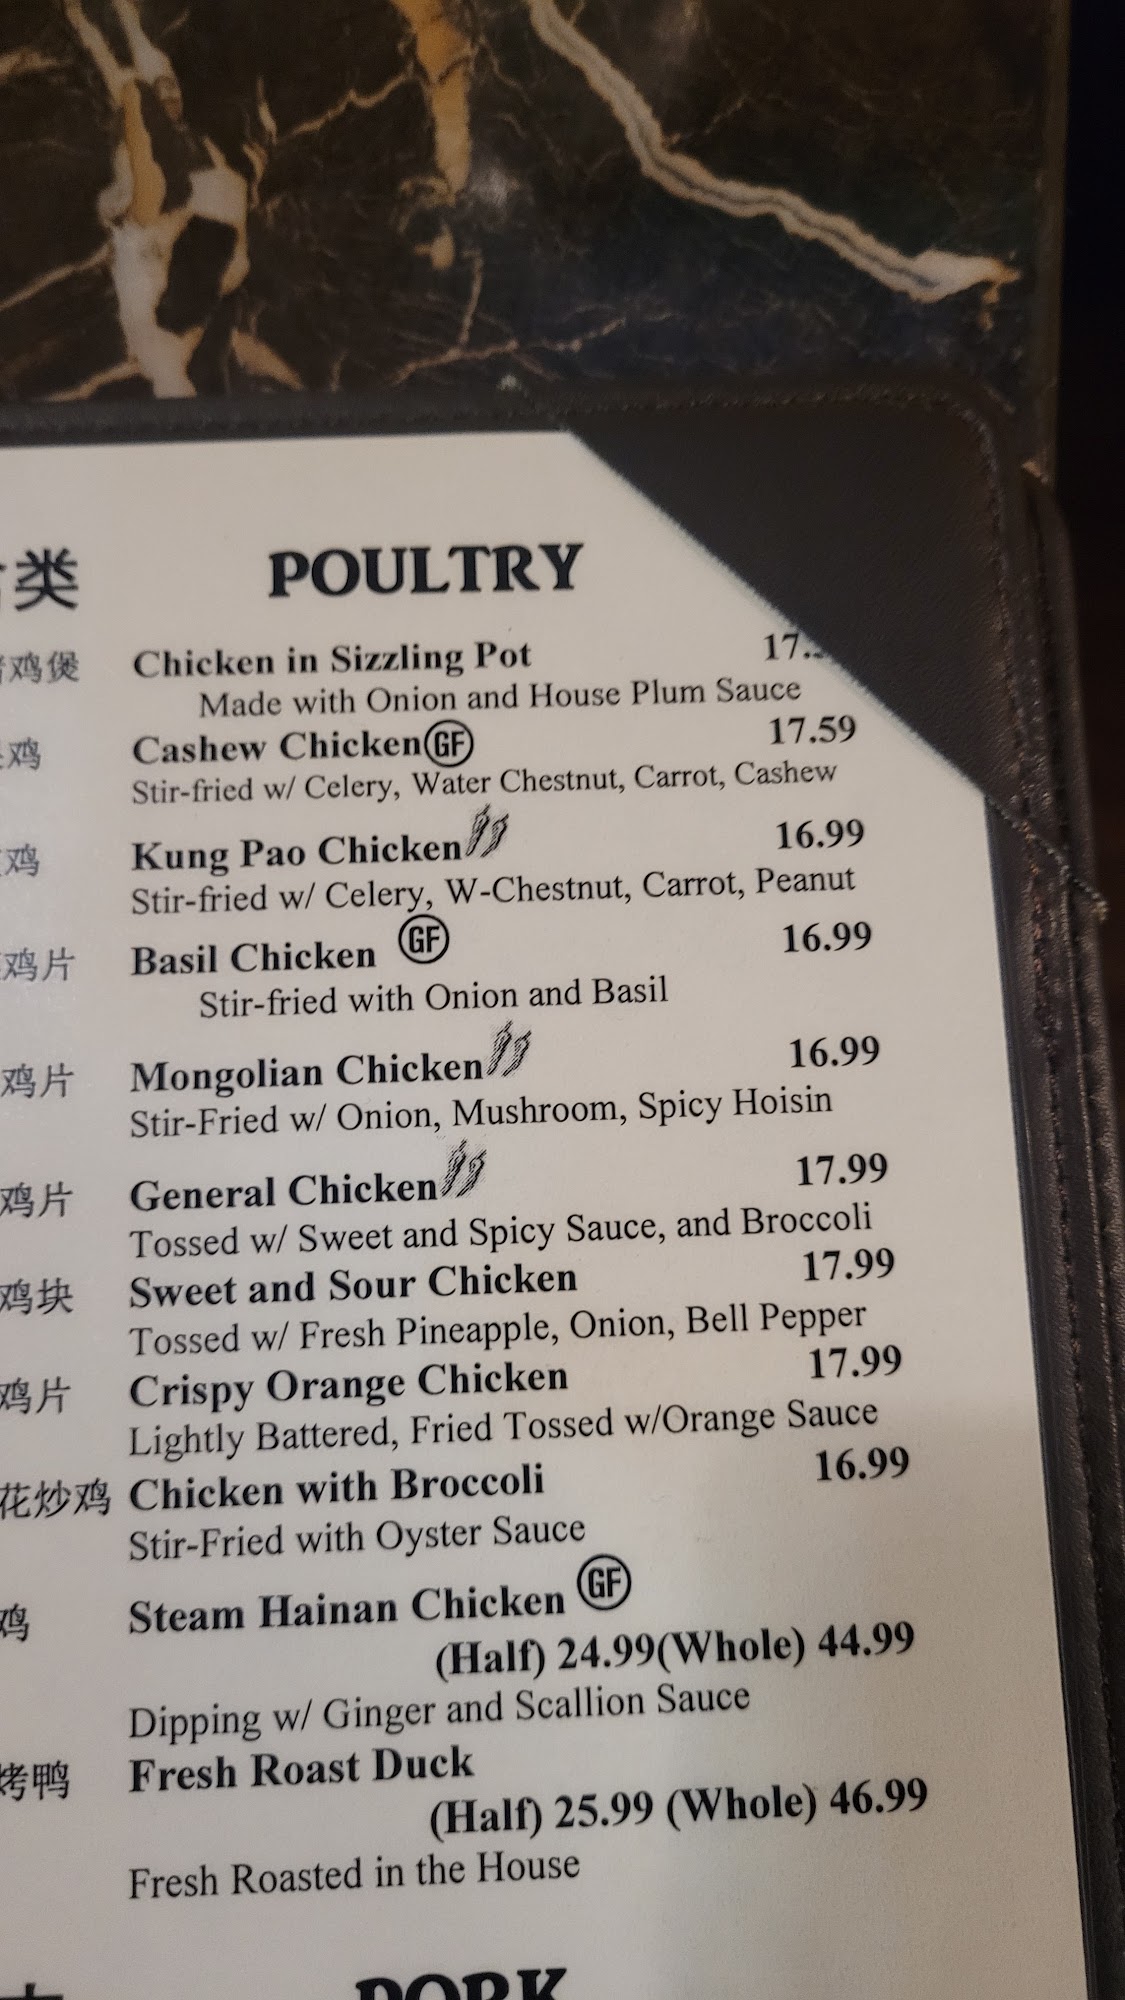 类 POULTRY
鸡煲 Chicken in Sizzling Pot 17.
Made with Onion and House Plum Sauce
鸡 Cashew Chicken GF 17.59
Stir-fried w/ Celery, Water Chestnut, Carrot, Cashew
鸡 Kung Pao Chicken 16.99
Stir-fried w/ Celery, W-Chestnut, Carrot, Peanut
鸡片 Basil Chicken GF 16.99
Stir-fried with Onion and Basil
鸡片 Mongolian Chicken 16.99
Stir-Fried w/ Onion, Mushroom, Spicy Hoisin
鸡片 General Chicken 17.99
Tossed w/ Sweet and Spicy Sauce, and Broccoli
鸡块 Sweet and Sour Chicken 17.99
Tossed w/ Fresh Pineapple, Onion, Bell Pepper
鸡片 Crispy Orange Chicken 17.99
Lightly Battered, Fried Tossed w/Orange Sauce
花炒鸡 Chicken with Broccoli 16.99
Stir-Fried with Oyster Sauce
鸡 Steam Hainan Chicken GF
(Half) 24.99(Whole) 44.99
Dipping w/ Ginger and Scallion Sauce
烤鸭 Fresh Roast Duck
(Half) 25.99 (Whole) 46.99
Fresh Roasted in the House
PORK